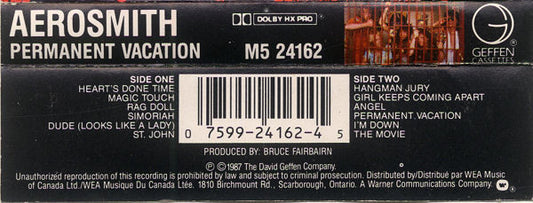 AEROSMITH
PERMANENT VACATION
DOLBY HX PRO
M5 24162
GEFFEN
CASSETTES
SIDE ONE
HEART'S DONE TIME
MAGIC TOUCH
RAG DOLL
SIMORIAH
DUDE (LOOKS LIKE A LADY)
ST. JOHN
0 7599-24162-4 5
SIDE TWO
HANGMAN JURY
GIRL KEEPS COMING APART
ANGEL
PERMANENT VACATION
I'M DOWN
THE MOVIE
PRODUCED BY: BRUCE FAIRBAIRN
Ⓟ ©1987 The David Geffen Company.
Unauthorized reproduction of this recording is prohibited by law and subject to criminal prosecution. Distributed by/Distribué par WEA Music
of Canada Ltd./WEA Musique Du Canada Ltée. 1810 Birchmount Rd., Scarborough, Ontario. A Warner Communications Company.